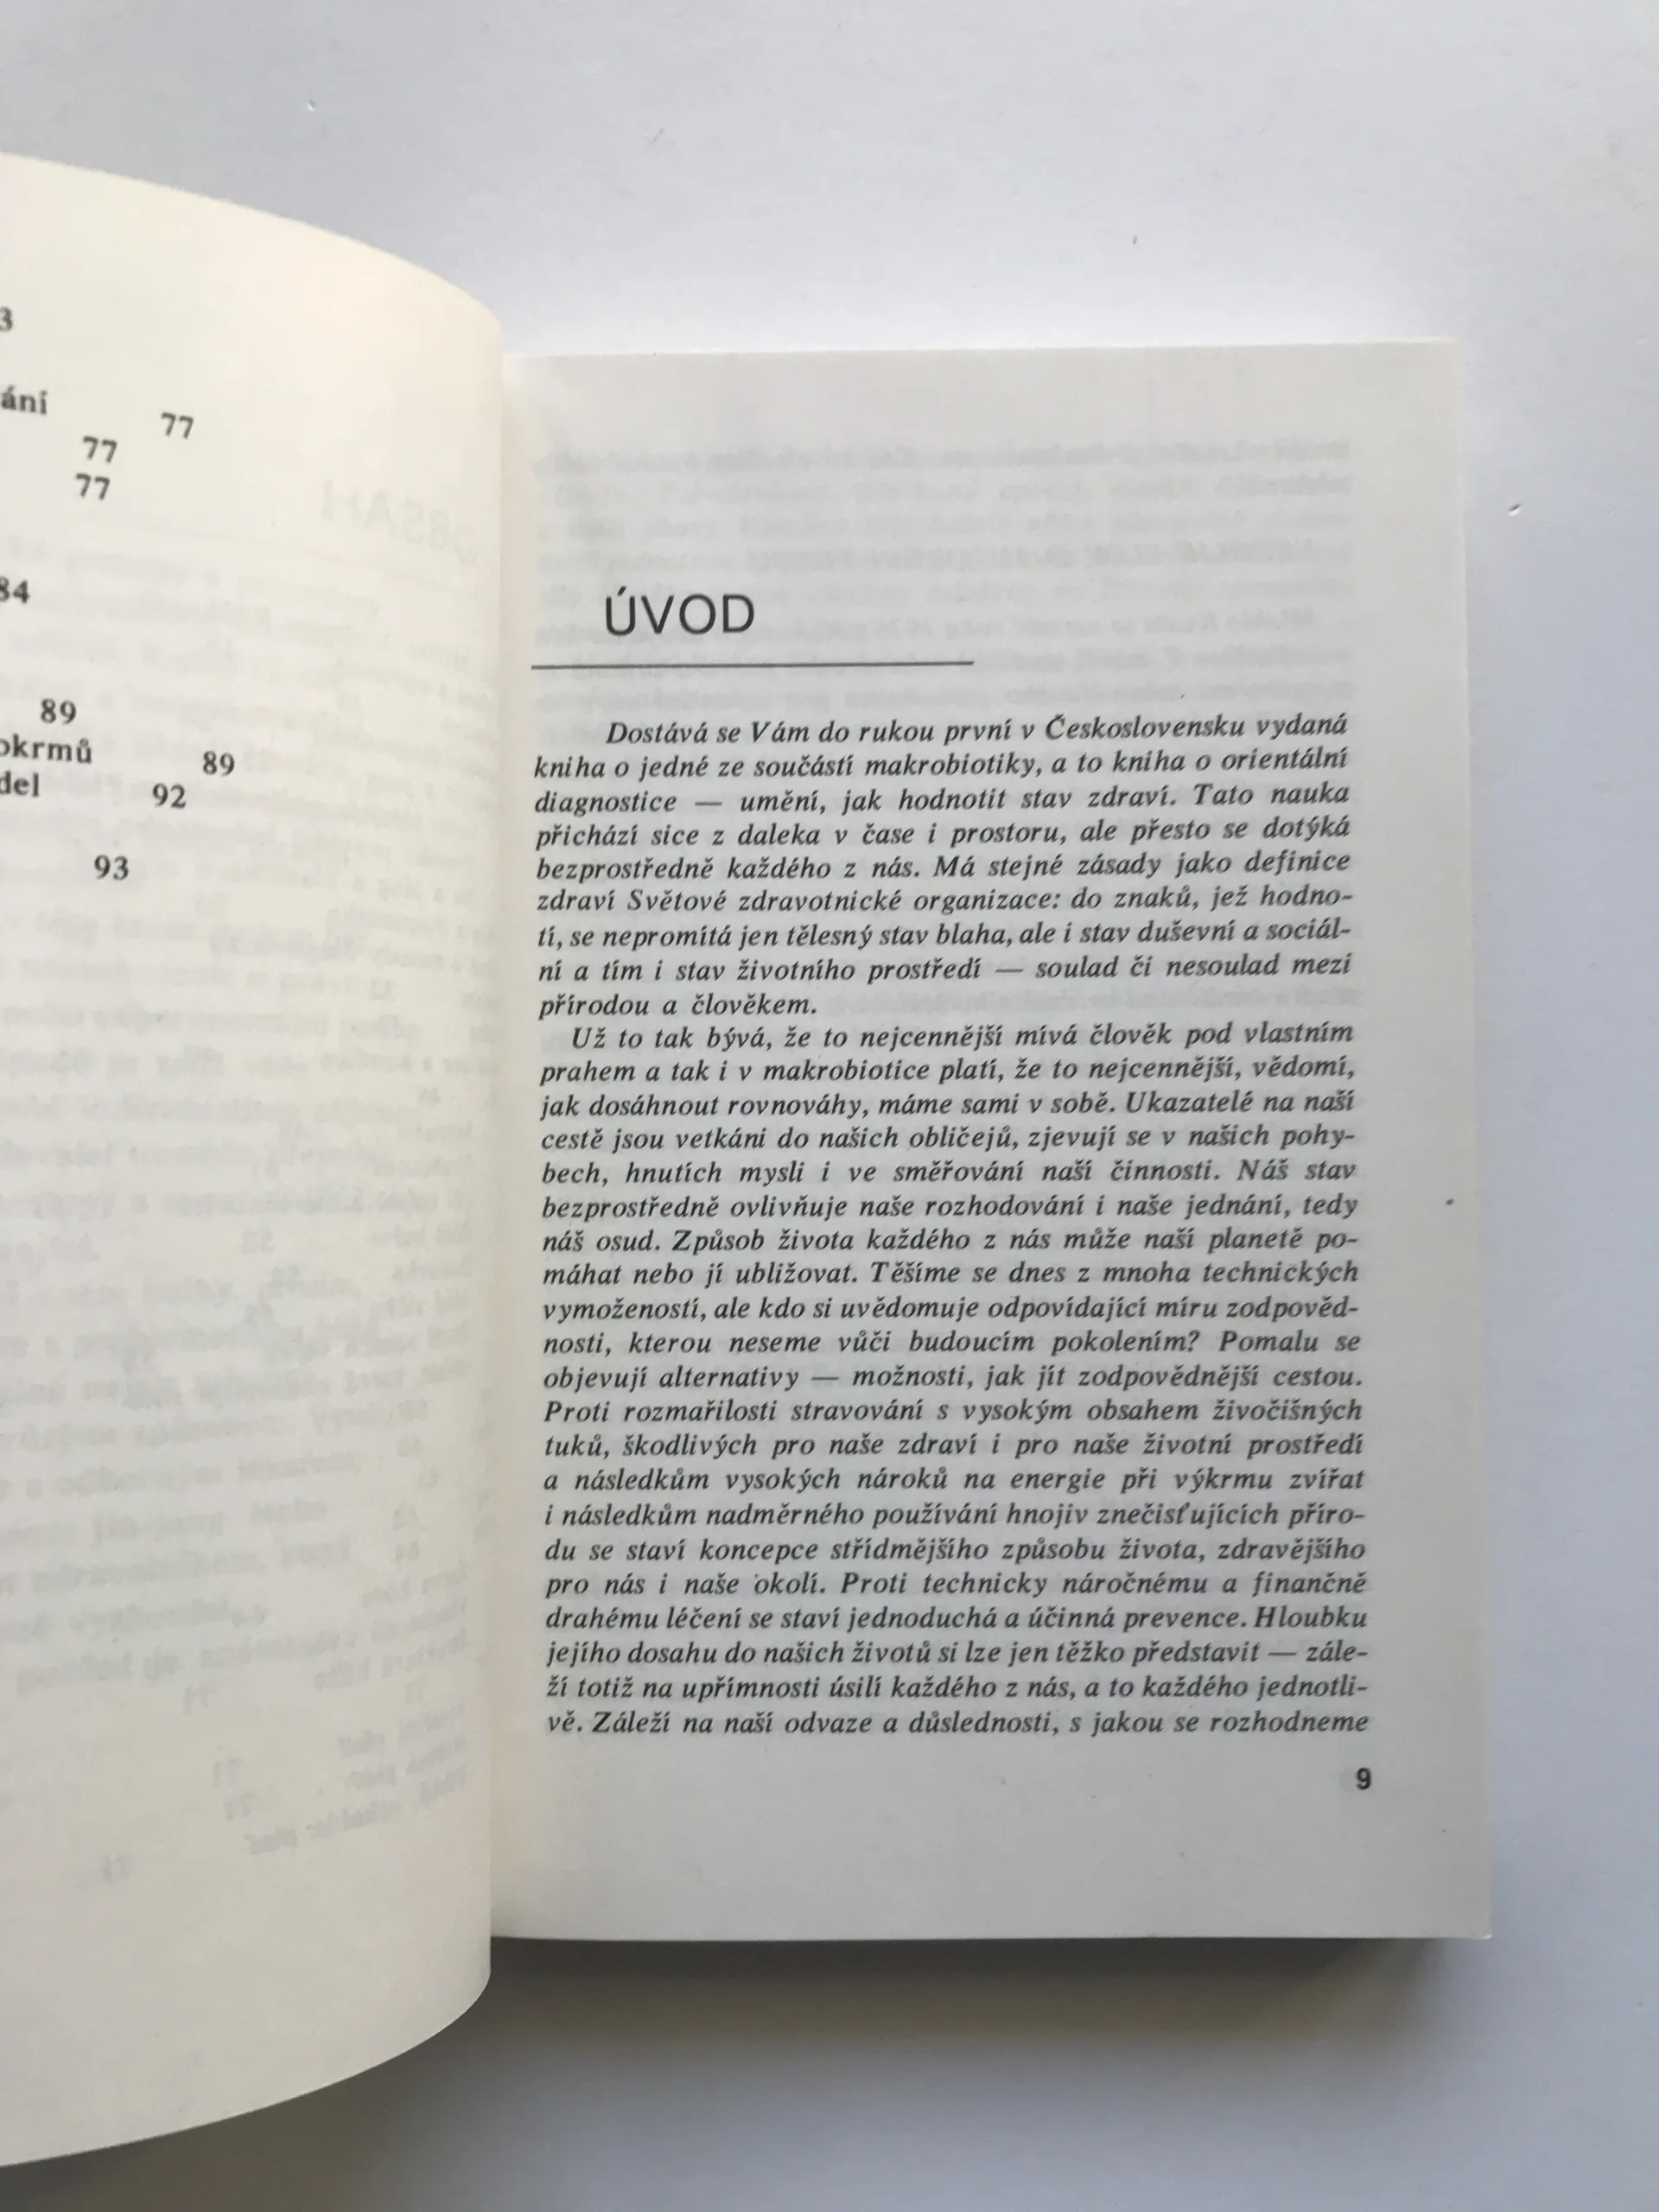 3
ání 77
77
77
84
89
okrmů 89
del 92
93
ÚVOD
Dostává se Vám do rukou první v Československu vydaná
kniha o jedné ze součástí makrobiotiky, a to kniha o orientální
diagnostice — umění, jak hodnotit stav zdraví. Tato nauka
přichází sice z daleka v čase i prostoru, ale přesto se dotýká
bezprostředně každého z nás. Má stejné zásady jako definice
zdraví Světové zdravotnické organizace: do znaků, jež hodno-
tí, se nepromítá jen tělesný stav blaha, ale i stav duševní a sociál-
ní a tím i stav životního prostředí — soulad či nesoulad mezi
přírodou a člověkem.
Už to tak bývá, že to nejcennější mívá člověk pod vlastním
prahem a tak i v makrobiotice platí, že to nejcennější, vědomí,
jak dosáhnout rovnováhy, máme sami v sobě. Ukazatelé na naší
cestě jsou vetkáni do našich obličejů, zjevují se v našich pohy-
bech, hnutích mysli i ve směřování naší činnosti. Náš stav
bezprostředně ovlivňuje naše rozhodování i naše jednání, tedy
náš osud. Způsob života každého z nás může naší planetě po-
máhat nebo jí ubližovat. Těšíme se dnes z mnoha technických
vymožeností, ale kdo si uvědomuje odpovídající míru zodpověd-
nosti, kterou neseme vůči budoucím pokolením? Pomalu se
objevují alternativy — možnosti, jak jít zodpovědnější cestou.
Proti rozmařilosti stravování s vysokým obsahem živočišných
tuků, škodlivých pro naše zdraví i pro naše životní prostředí
a následkům vysokých nároků na energie při výkrmu zvířat
i následkům nadměrného používání hnojiv znečisťujících příro-
du se staví koncepce střídmějšího způsobu života, zdravějšího
pro nás i naše okolí. Proti technicky náročnému a finančně
drahému léčení se staví jednoduchá a účinná prevence. Hloubku
jejího dosahu do našich životů si lze jen těžko představit — zále-
ží totiž na upřímnosti úsilí každého z nás, a to každého jednotli-
vě. Záleží na naší odvaze a důslednosti, s jakou se rozhodneme
9